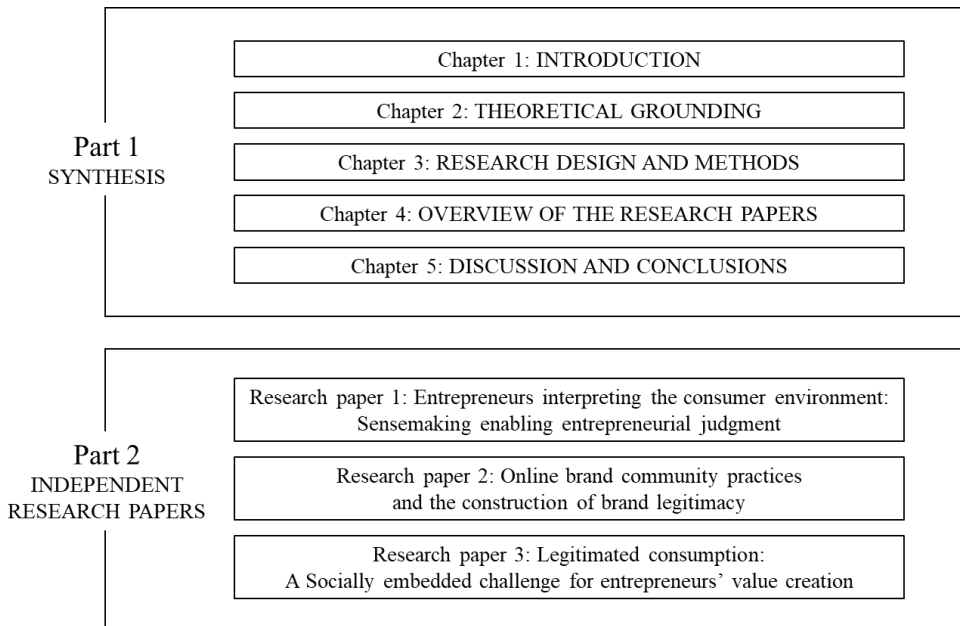 Part 1
SYNTHESIS
Chapter 1: INTRODUCTION
Chapter 2: THEORETICAL GROUNDING
Chapter 3: RESEARCH DESIGN AND METHODS
Chapter 4: OVERVIEW OF THE RESEARCH PAPERS
Chapter 5: DISCUSSION AND CONCLUSIONS
Part 2
INDEPENDENT
RESEARCH PAPERS
Research paper 1: Entrepreneurs interpreting the consumer environment:
Sensemaking enabling entrepreneurial judgment
Research paper 2: Online brand community practices
and the construction of brand legitimacy
Research paper 3: Legitimated consumption:
A Socially embedded challenge for entrepreneurs’ value creation